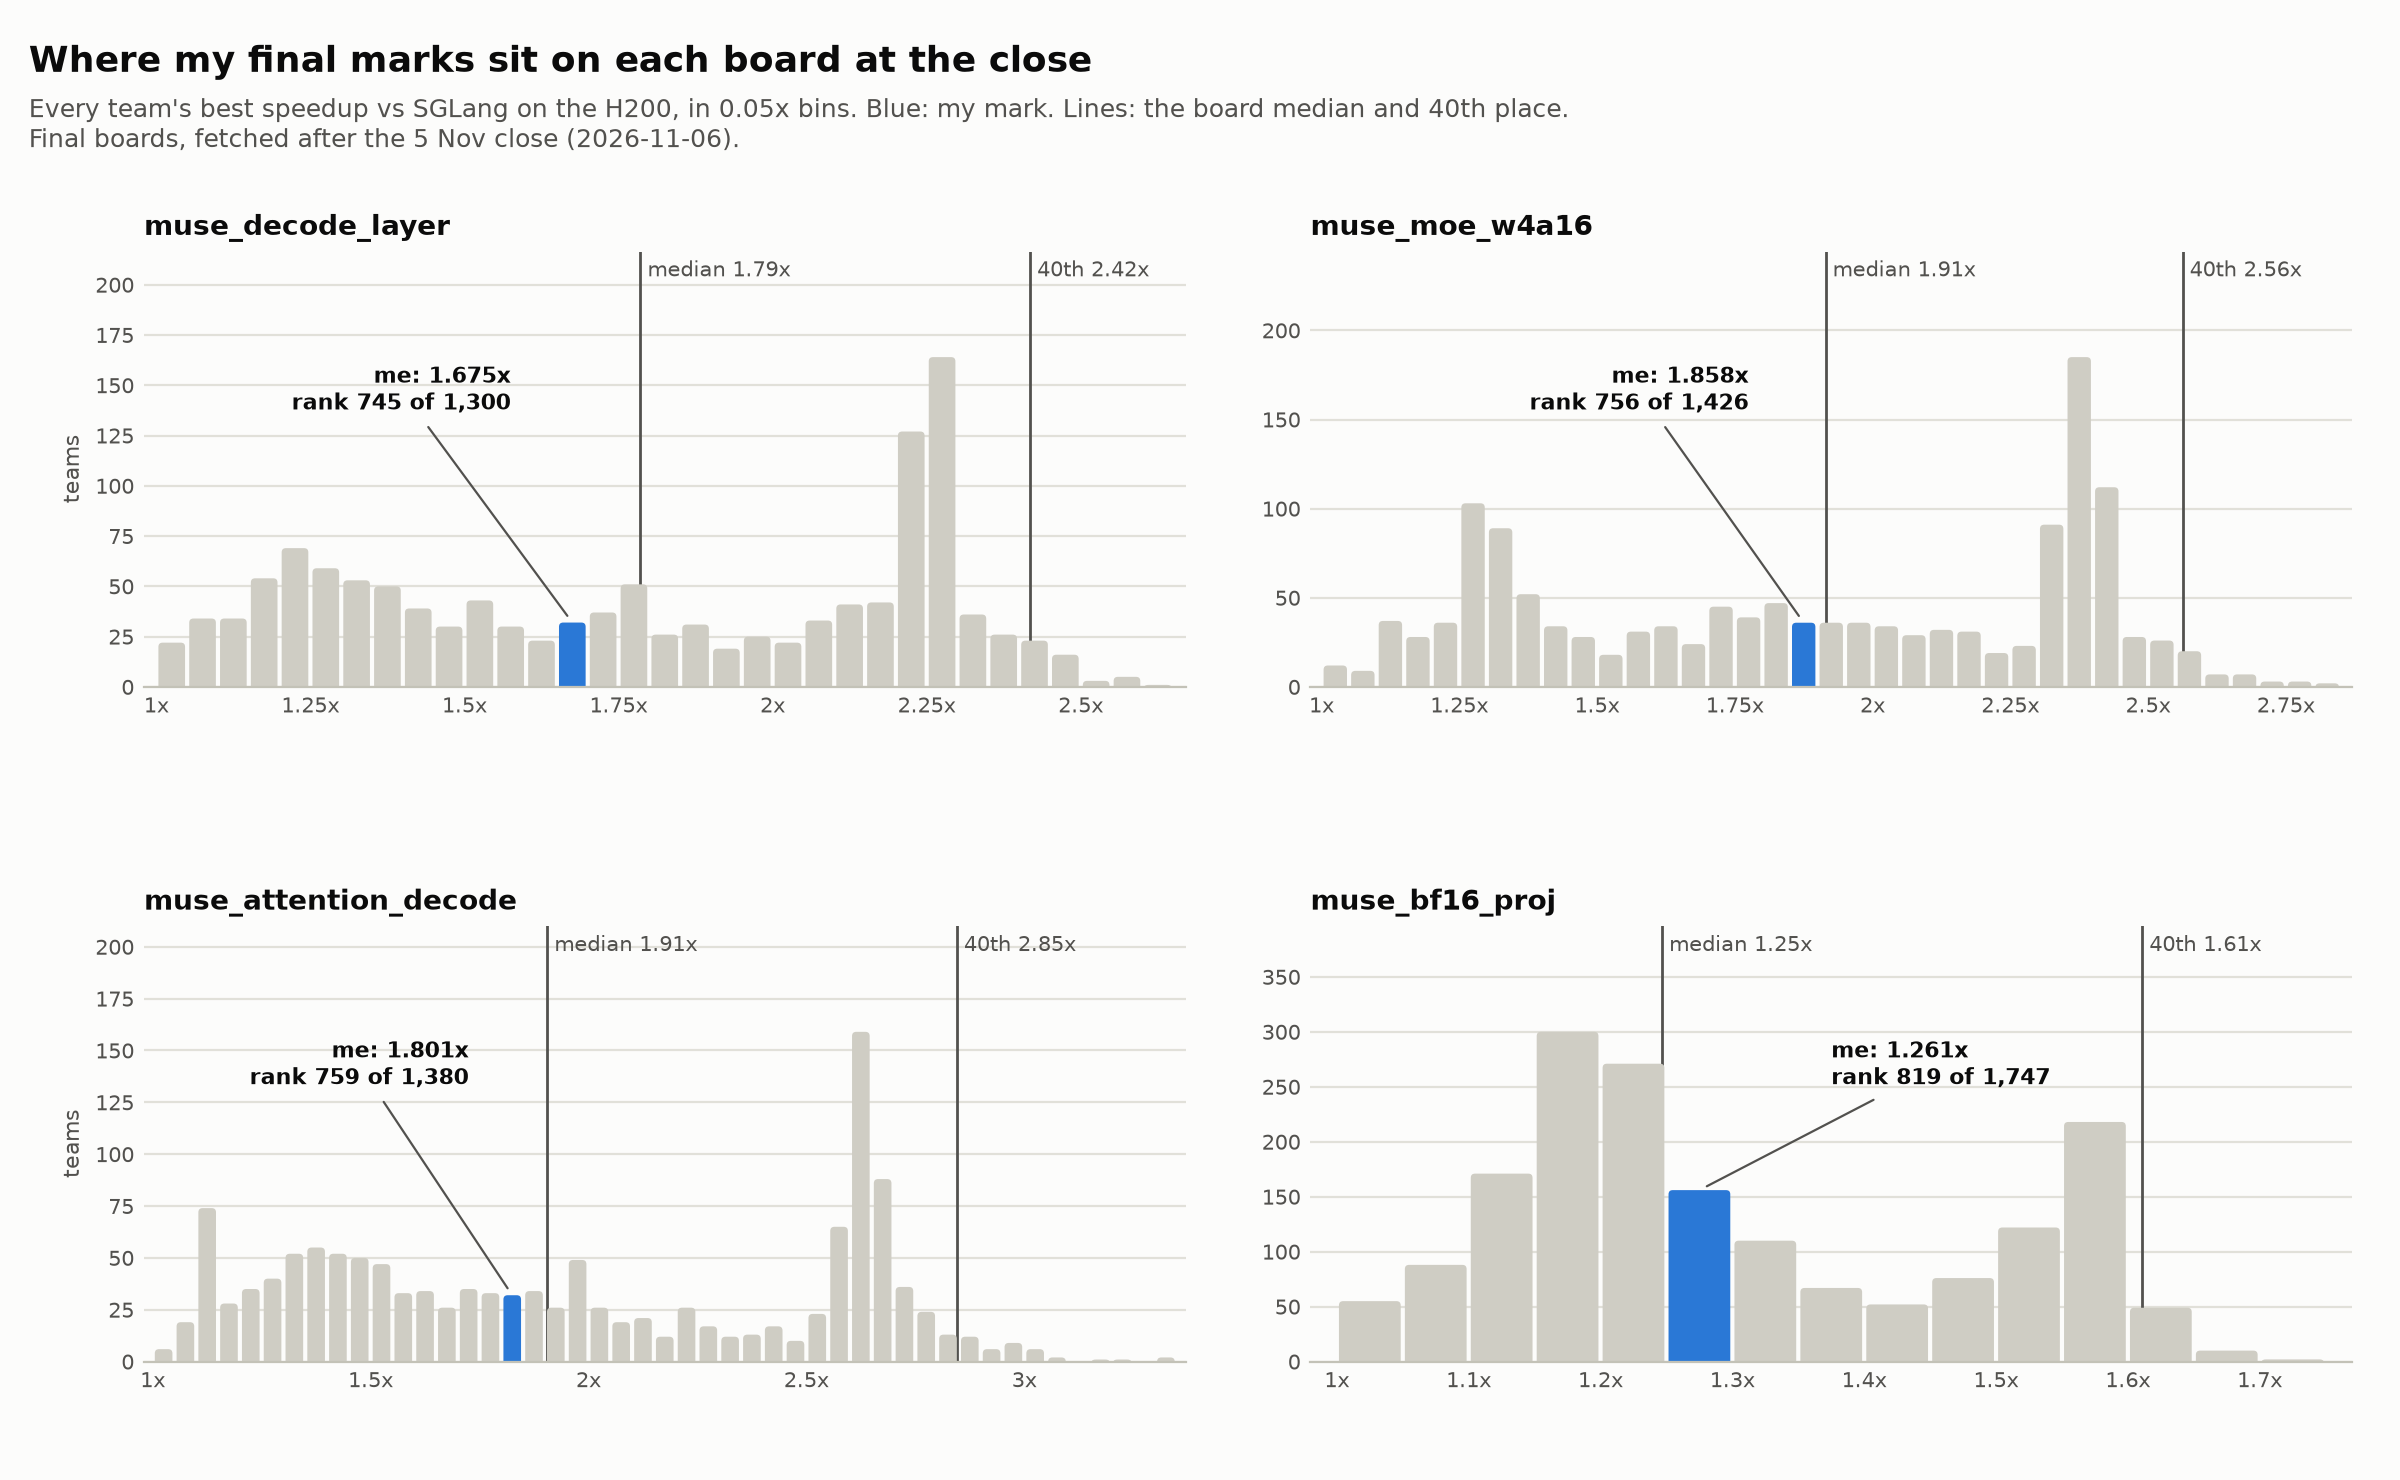 Where my final marks sit on each board at the close
Every team's best speedup vs SGLang on the H200, in 0.05x bins. Blue: my mark. Lines: the board median and 40th place.
Final boards, fetched after the 5 Nov close (2026-11-06).
muse_decode_layer
median 1.79x
40th 2.42x
me: 1.675x
rank 745 of 1,300
teams
200
175
150
125
100
75
50
25
0
1x 1.25x 1.5x 1.75x 2x 2.25x 2.5x
muse_moe_w4a16
median 1.91x
40th 2.56x
me: 1.858x
rank 756 of 1,426
200
150
100
50
0
1x 1.25x 1.5x 1.75x 2x 2.25x 2.5x 2.75x
muse_attention_decode
median 1.91x
40th 2.85x
me: 1.801x
rank 759 of 1,380
teams
200
175
150
125
100
75
50
25
0
1x 1.5x 2x 2.5x 3x
muse_bf16_proj
median 1.25x
40th 1.61x
me: 1.261x
rank 819 of 1,747
350
300
250
200
150
100
50
0
1x 1.1x 1.2x 1.3x 1.4x 1.5x 1.6x 1.7x